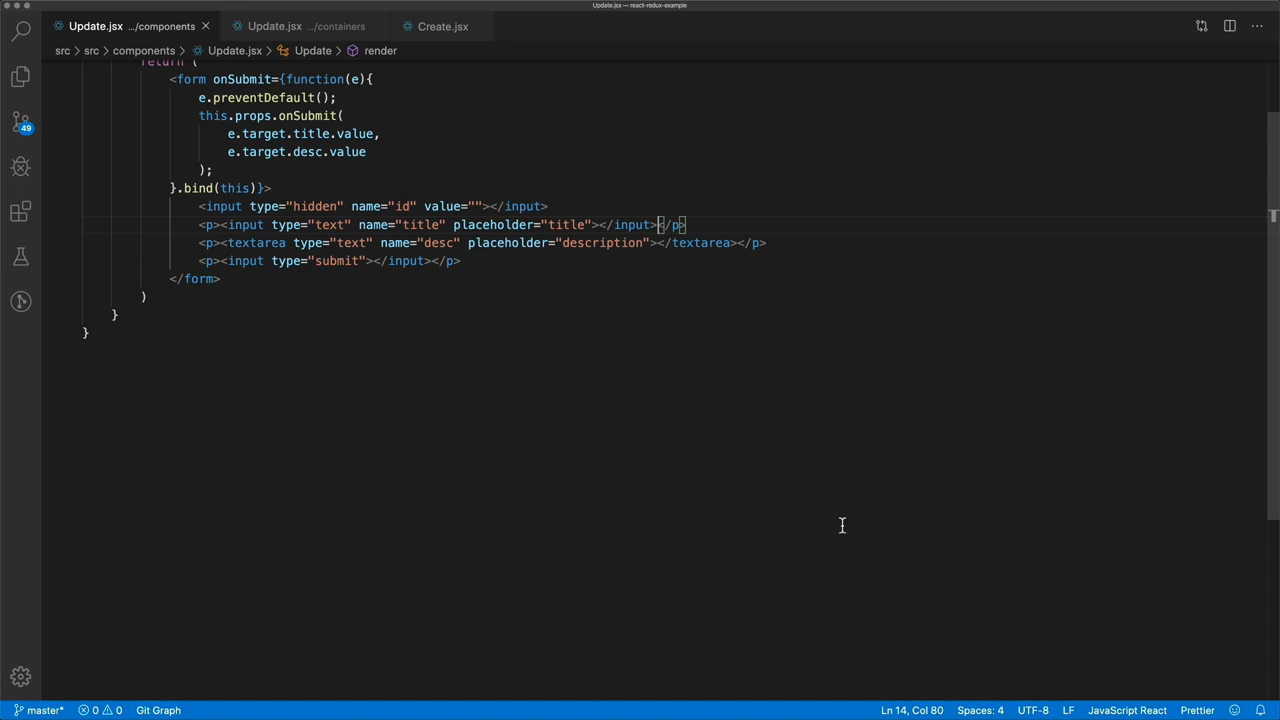 Update.jsx — react-redux-example
Update.jsx .../components
Update.jsx .../containers
Create.jsx
src > src > components > Update.jsx > Update > render
return (
<form onSubmit={function(e){
e.preventDefault();
this.props.onSubmit(
e.target.title.value,
e.target.desc.value
);
}.bind(this)}>
<input type="hidden" name="id" value=""></input>
<p><input type="text" name="title" placeholder="title"></input></p>
<p><textarea type="text" name="desc" placeholder="description"></textarea></p>
<p><input type="submit"></input></p>
</form>
)
}
}
49
master* 0 0 Git Graph Ln 14, Col 80 Spaces: 4 UTF-8 LF JavaScript React Prettier